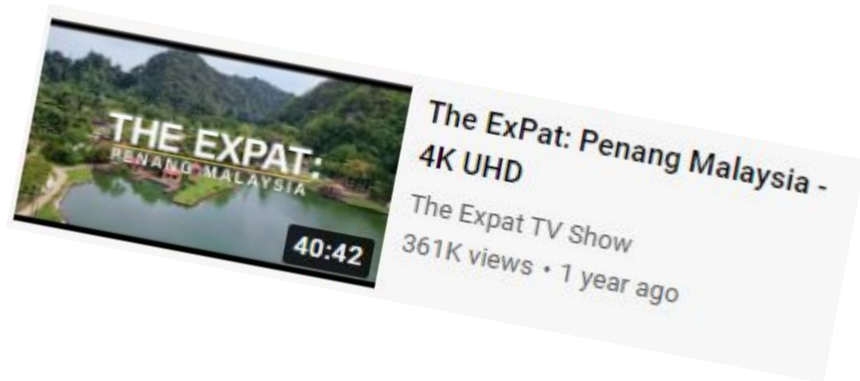 THE EXPAT:
PENANG MALAYSIA
40:42
The ExPat: Penang Malaysia -
4K UHD
The Expat TV Show
361K views • 1 year ago